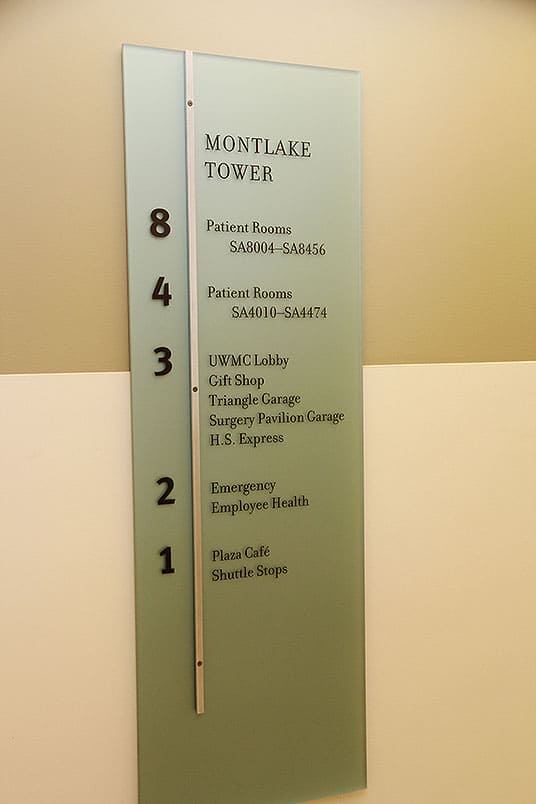 MONTLAKE
TOWER
8 Patient Rooms
SA8004–SA8456
4 Patient Rooms
SA4010–SA4474
3 UWMC Lobby
Gift Shop
Triangle Garage
Surgery Pavilion Garage
H.S. Express
2 Emergency
Employee Health
1 Plaza Café
Shuttle Stops